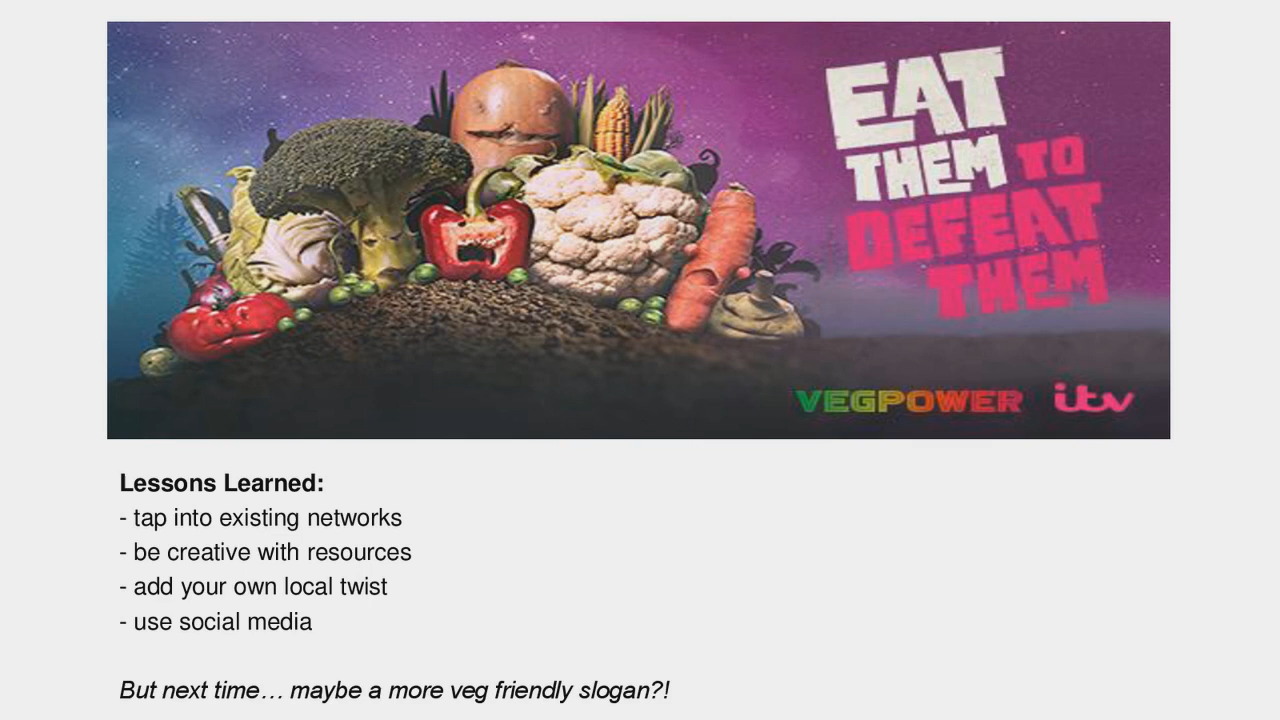 EAT
THEM TO
DEFEAT
THEM
VEGPOWER itv
Lessons Learned:
- tap into existing networks
- be creative with resources
- add your own local twist
- use social media
But next time… maybe a more veg friendly slogan?!